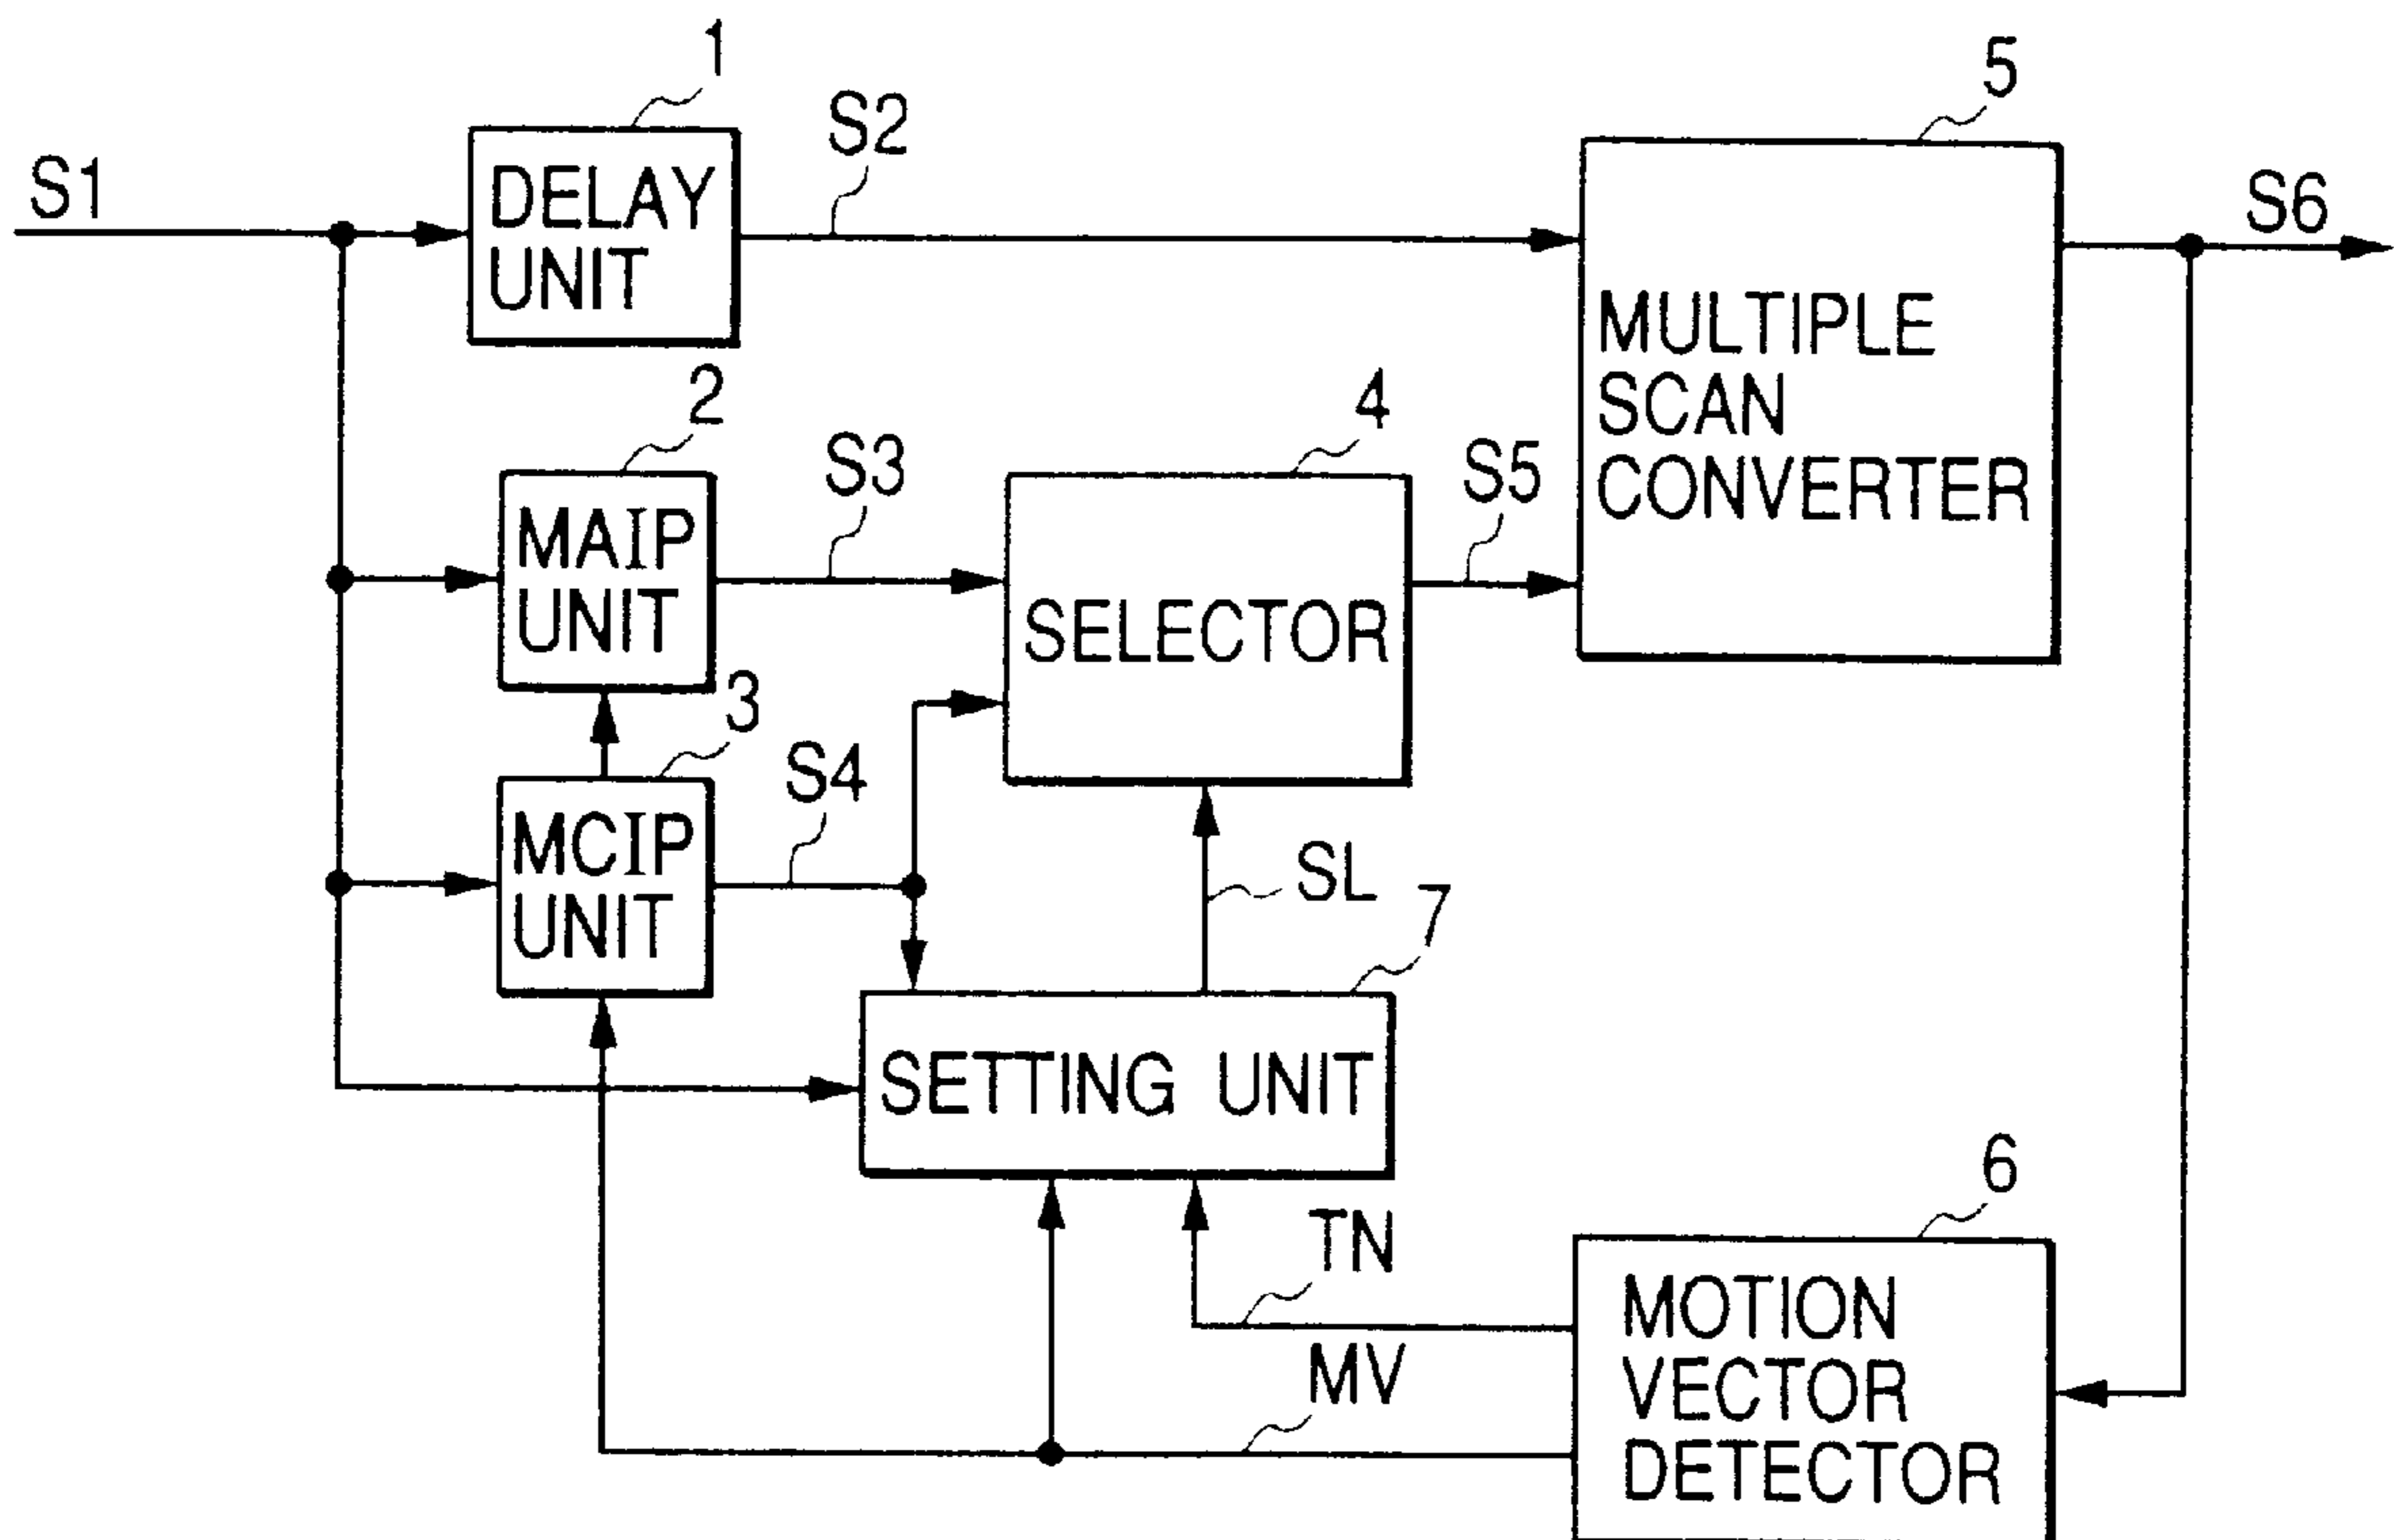 1
5
S2
S1
DELAY
UNIT
S6
MULTIPLE
SCAN
CONVERTER
2
S3
4
S5
MAIP
UNIT
SELECTOR
3
S4
MCIP
UNIT
SL
7
SETTING UNIT
6
TN
MV
MOTION
VECTOR
DETECTOR